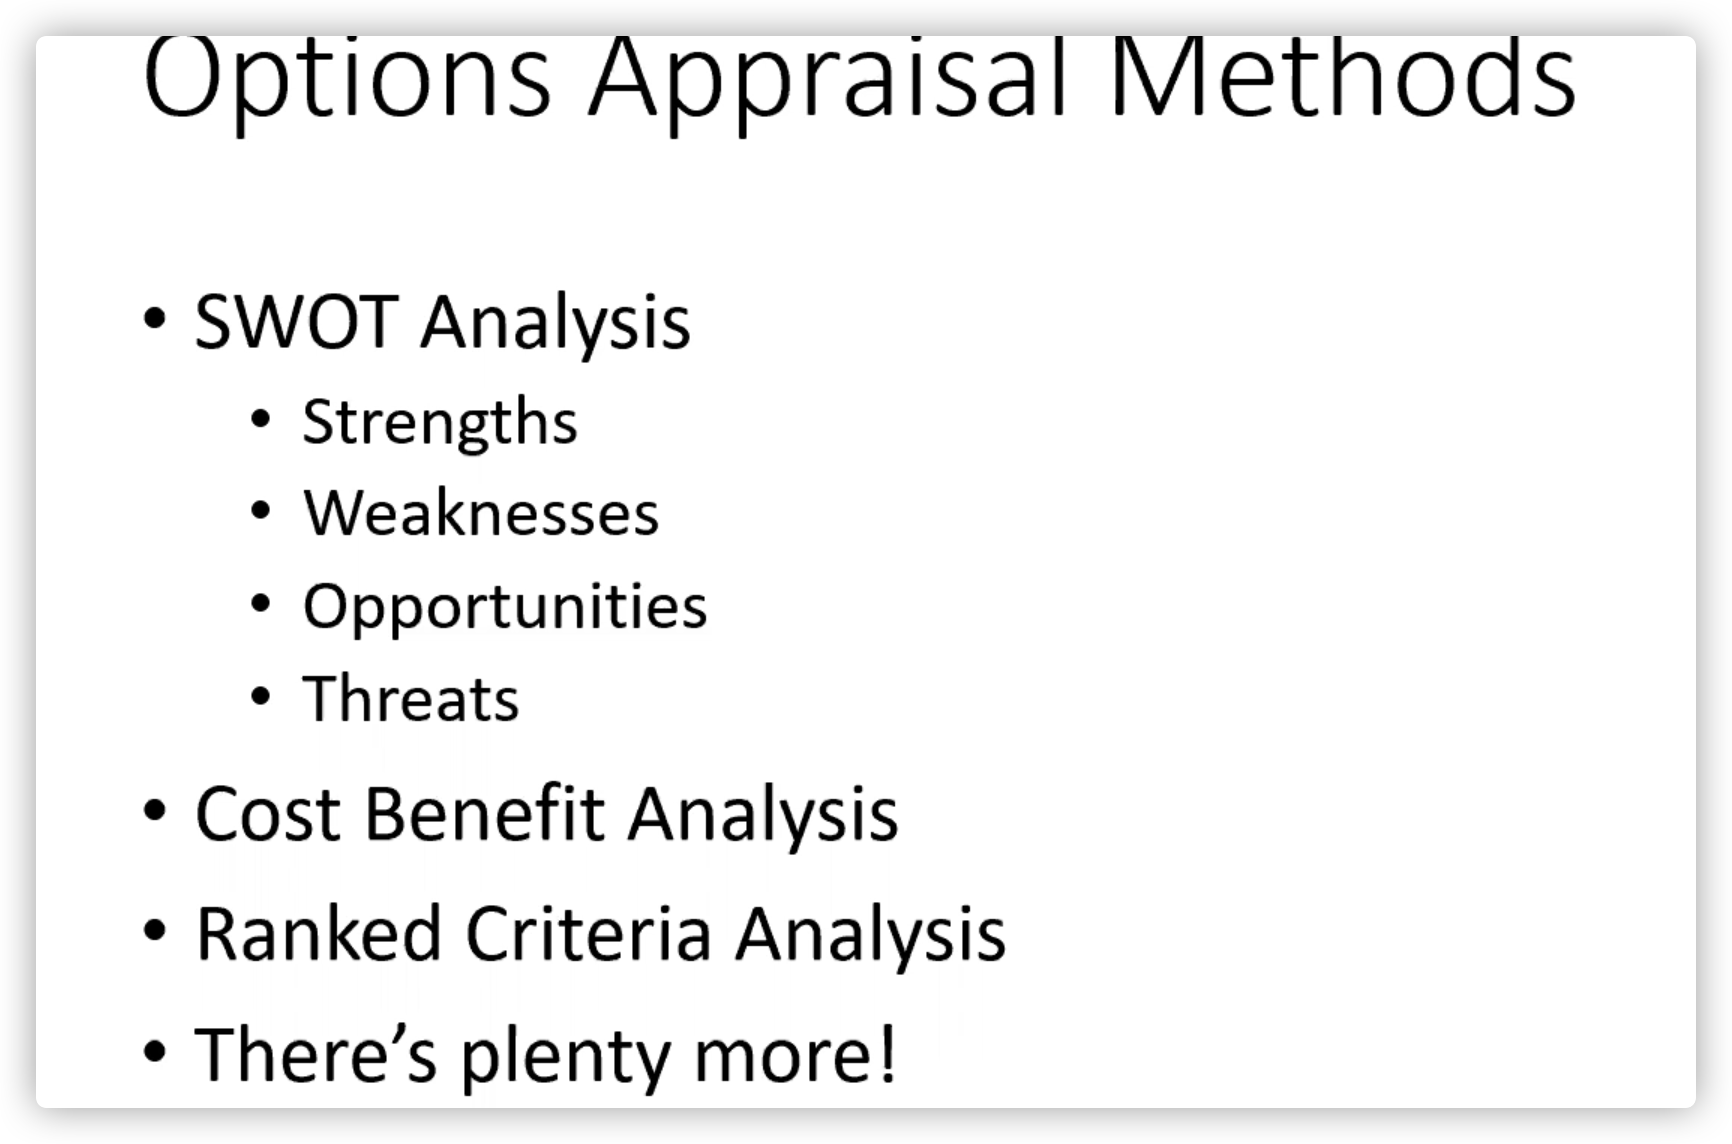 Options Appraisal Methods
• SWOT Analysis
• Strengths
• Weaknesses
• Opportunities
• Threats
• Cost Benefit Analysis
• Ranked Criteria Analysis
• There’s plenty more!